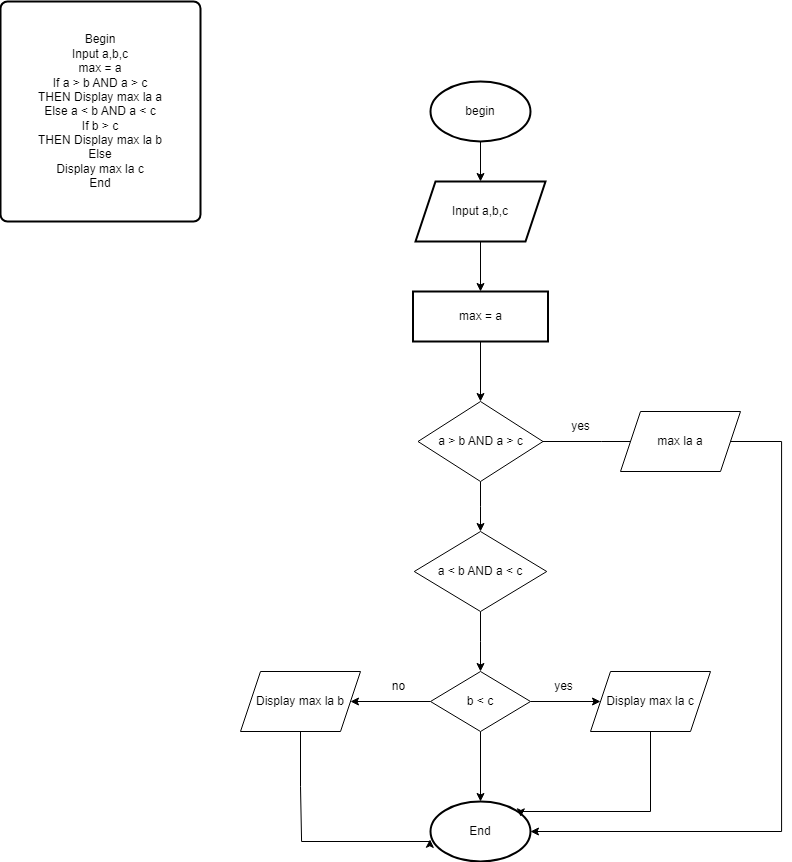 Begin
Input a,b,c
max = a
If a > b AND a > c
THEN Display max la a
Else a < b AND a < c
If b > c
THEN Display max la b
Else
Display max la c
End
begin
Input a,b,c
max = a
a > b AND a > c
yes
max la a
a < b AND a < c
Display max la b
no
b < c
yes
Display max la c
End